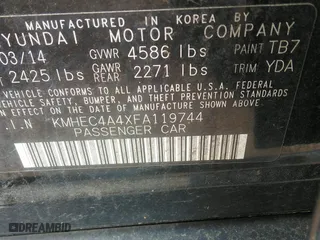 MANUFACTURED IN KOREA BY
HYUNDAI MOTOR COMPANY
03/14 GVWR 4586 lbs PAINT TB7
2425 lbs GAWR REAR 2271 lbs TRIM YDA
CONFORMS TO ALL APPLICABLE U.S.A. FEDERAL
VEHICLE SAFETY, BUMPER, AND THEFT
STANDARDS IN EFFECT ON THE DATE OF
MANUFACTURE SHOWN ABOVE.
.I.N KMHEC4A4XFA119744
PASSENGER CAR
DREAMBID